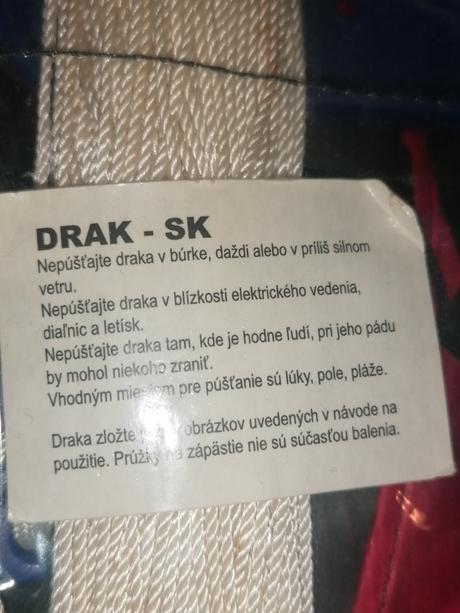 DRAK - SK
Nepúšťajte draka v búrke, daždi alebo v príliš silnom
vetru.
Nepúšťajte draka v blízkosti elektrického vedenia,
diaľnic a letísk.
Nepúšťajte draka tam, kde je hodne ľudí, pri jeho pádu
by mohol niekoho zraniť.
Vhodným miestom pre púšťanie sú lúky, pole, pláže.
Draka zložte obrázkov uvedených v návode na
použitie. Prúžky na zápästie nie sú súčasťou balenia.